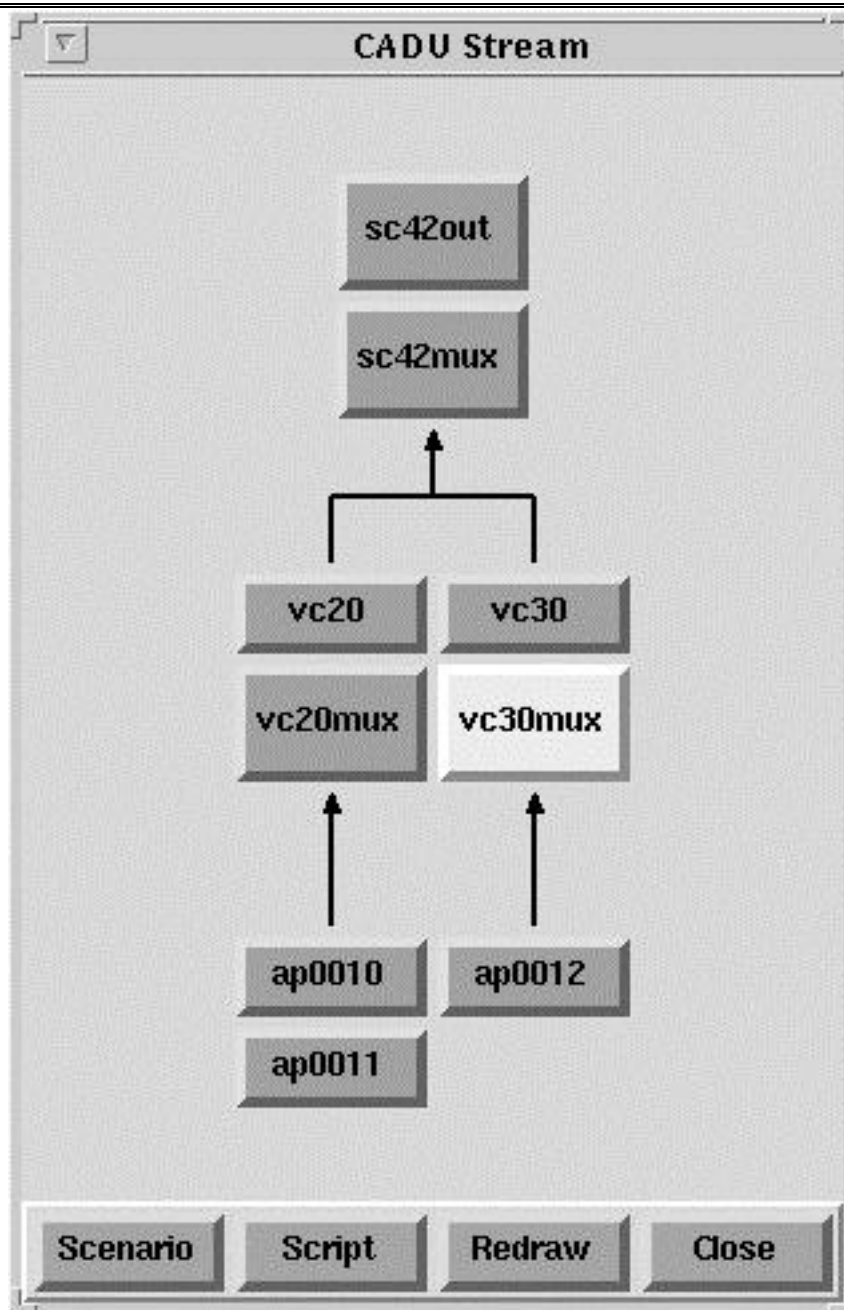 CADU Stream
sc42out
sc42mux
vc20 vc30
vc20mux vc30mux
ap0010 ap0012
ap0011
Scenario Script Redraw Close